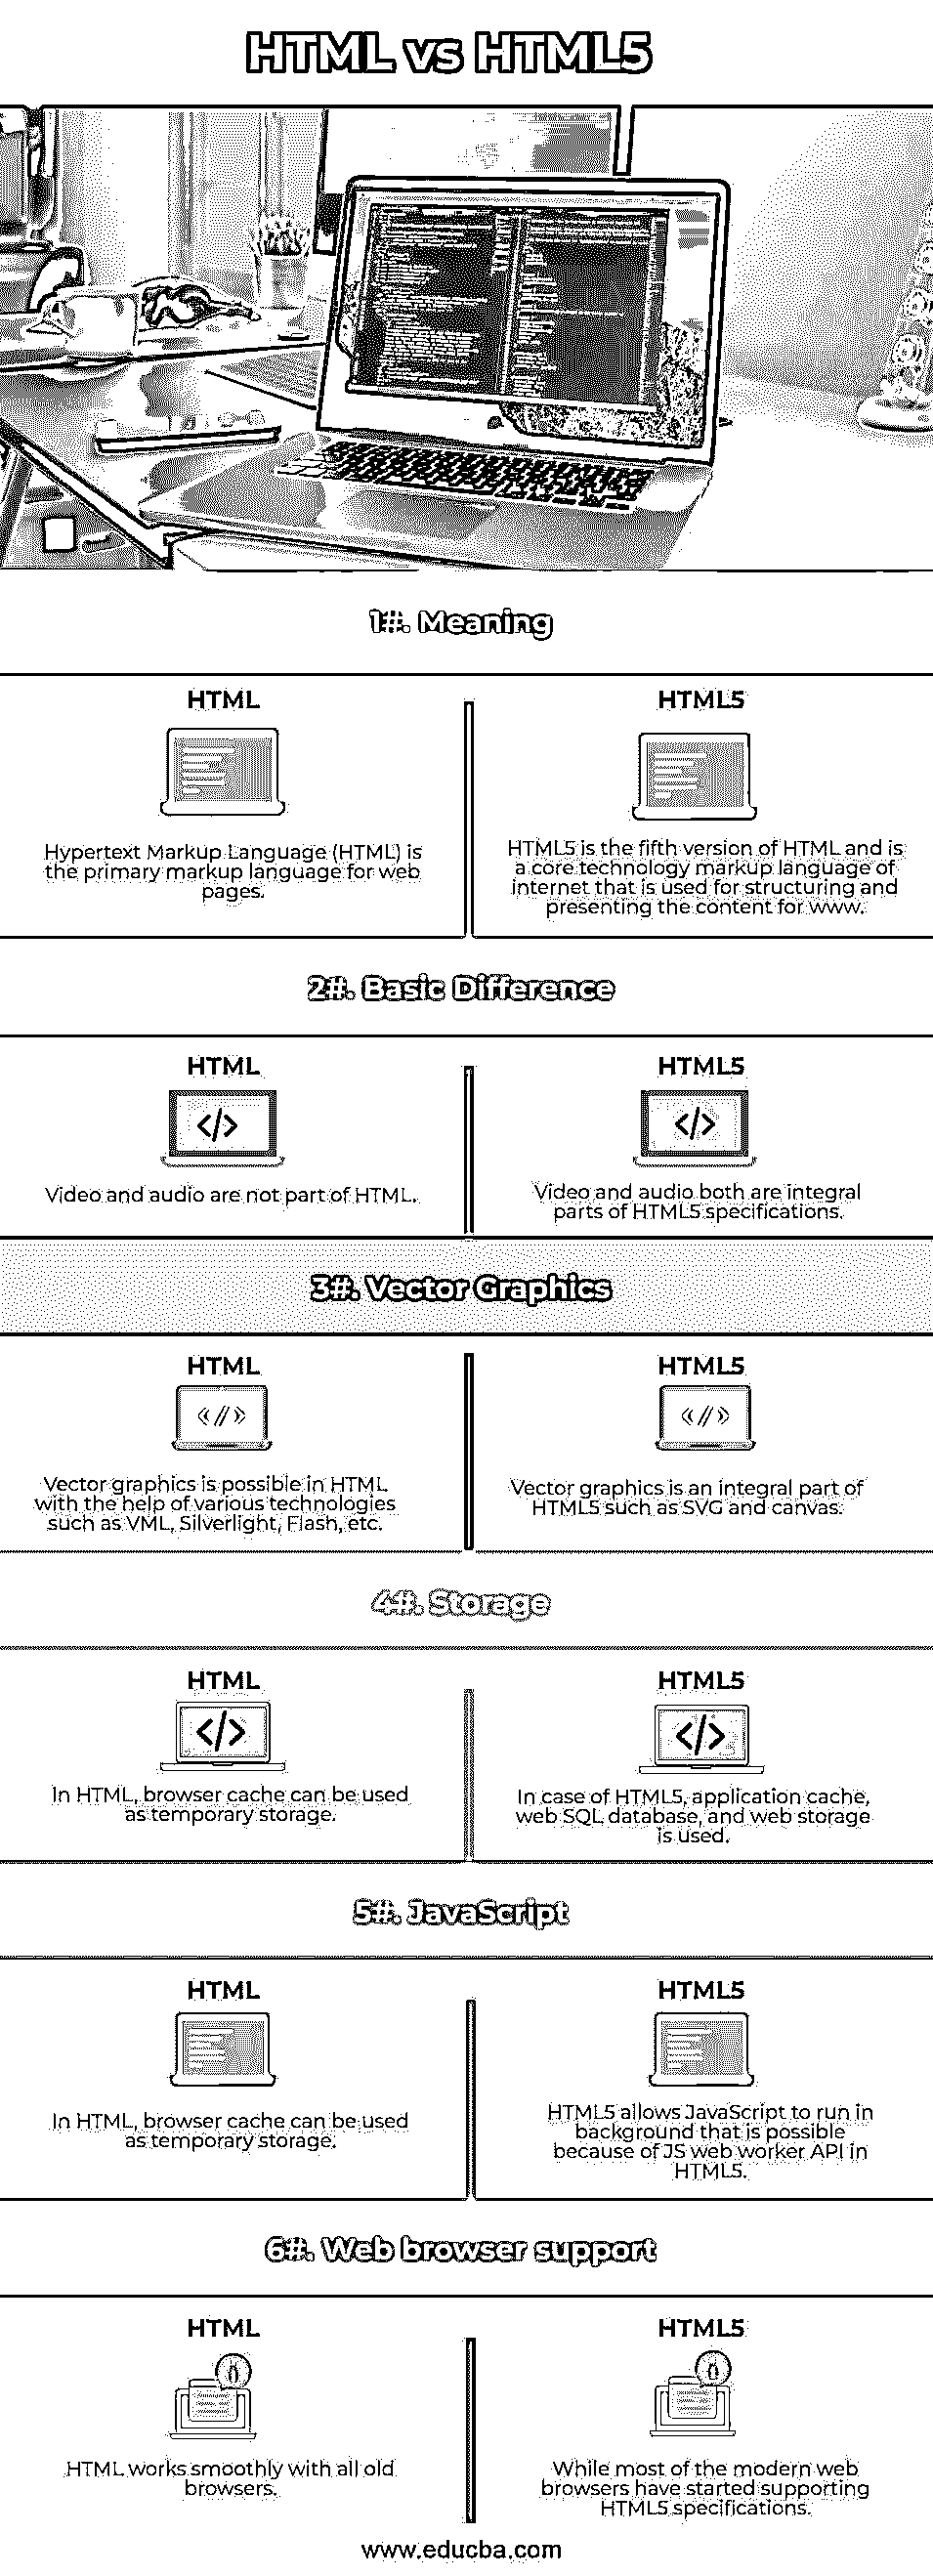 HTML vs HTML5
1#. Meaning
HTML
Hypertext Markup Language (HTML) is
the primary markup language for web
pages.
HTML5
HTML5 is the fifth version of HTML and is
a core technology markup language of
internet that is used for structuring and
presenting the content for www.
2#. Basic Difference
HTML
</>
Video and audio are not part of HTML.
HTML5
</>
Video and audio both are integral
parts of HTML5 specifications.
3#. Vector Graphics
HTML
«//»
Vector graphics is possible in HTML
with the help of various technologies
such as VML, Silverlight, Flash, etc.
HTML5
«//»
Vector graphics is an integral part of
HTML5 such as SVG and canvas.
4#. Storage
HTML
</>
In HTML, browser cache can be used
as temporary storage.
HTML5
</>
In case of HTML5, application cache,
web SQL database, and web storage
is used.
5#. JavaScript
HTML
In HTML, browser cache can be used
as temporary storage.
HTML5
HTML5 allows JavaScript to run in
background that is possible
because of JS web worker API in
HTML5.
6#. Web browser support
HTML
HTML works smoothly with all old
browsers.
HTML5
While most of the modern web
browsers have started supporting
HTML5 specifications.
www.educba.com